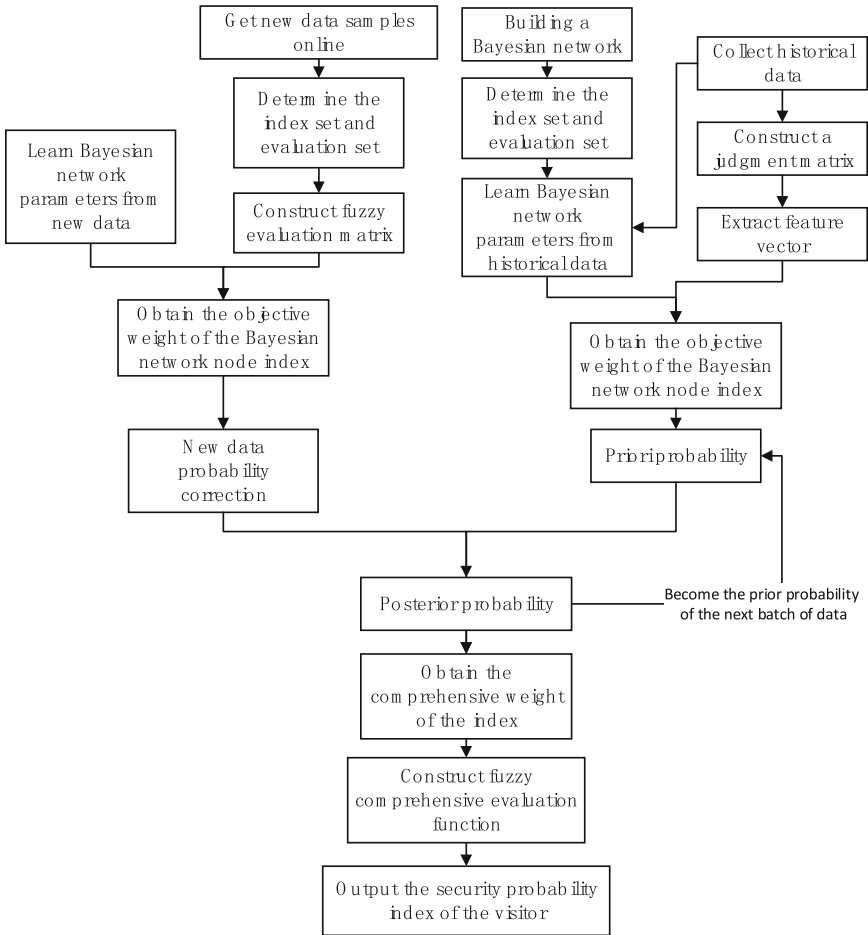 Get new data samples
online
Determine the
index set and
evaluation set
Construct fuzzy
evaluation matrix
Learn Bayesian
network
parameters from
new data
Obtain the objective
weight of the Bayesian
network node index
New data
probability
correction
Building a
Bayesian network
Determine the
index set and
evaluation set
Learn Bayesian
network
parameters from
historical data
Collect historical
data
Construct a
judgment matrix
Extract feature
vector
Obtain the objective
weight of the Bayesian
network node index
Priori probability
Posterior probability
Become the prior probability
of the next batch of data
Obtain the
comprehensive weight
of the index
Construct fuzzy
comprehensive evaluation
function
Output the security probability
index of the visitor